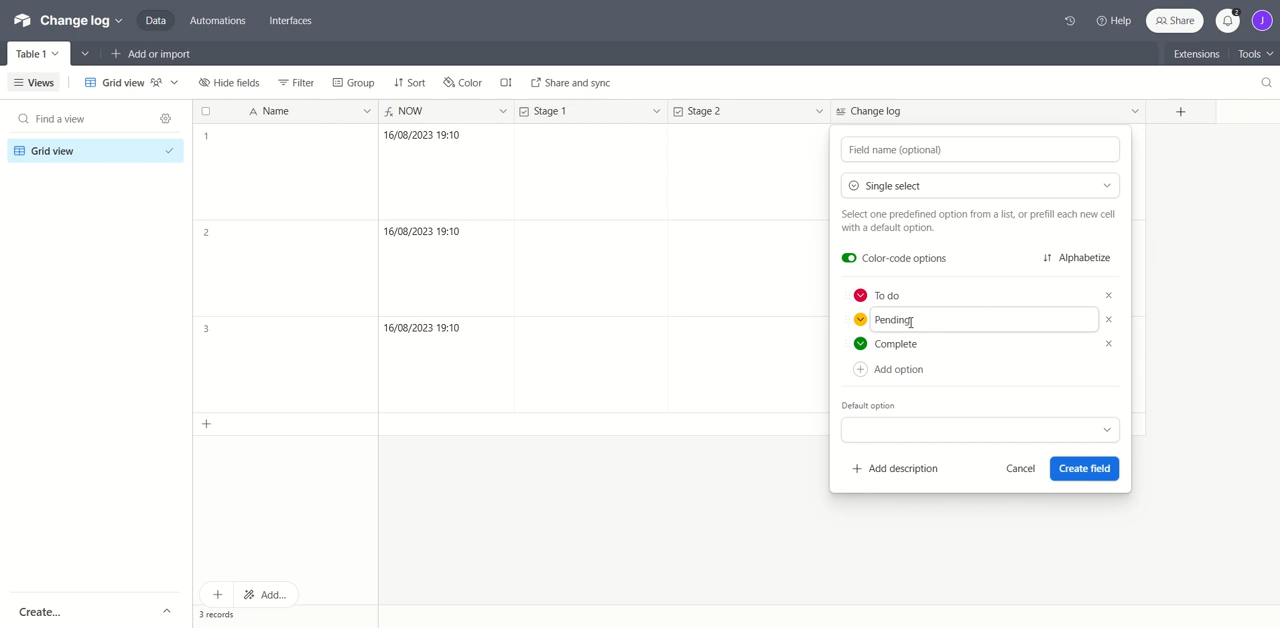 Change log
Data
Automations
Interfaces
Help
Share
2
J
Table 1
Add or import
Extensions
Tools
Views
Grid view
Hide fields
Filter
Group
Sort
Color
Share and sync
Find a view
Grid view
A Name
fx NOW
Stage 1
Stage 2
Change log
1
16/08/2023 19:10
2
16/08/2023 19:10
3
16/08/2023 19:10
Field name (optional)
Single select
Select one predefined option from a list, or prefill each new cell
with a default option.
Color-code options
Alphabetize
To do
Pending
Complete
Add option
Default option
Add description
Cancel
Create field
Add...
Create...
3 records